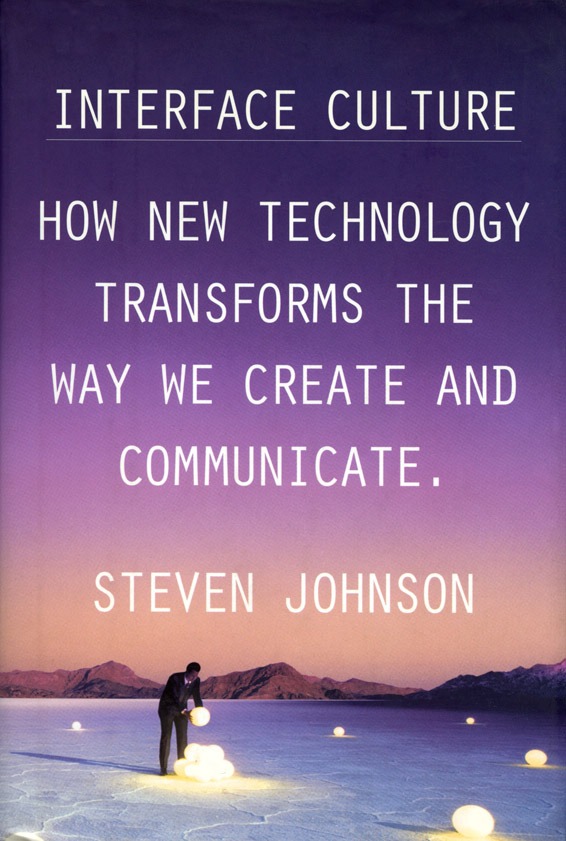 INTERFACE CULTURE
HOW NEW TECHNOLOGY
TRANSFORMS THE
WAY WE CREATE AND
COMMUNICATE.
STEVEN JOHNSON